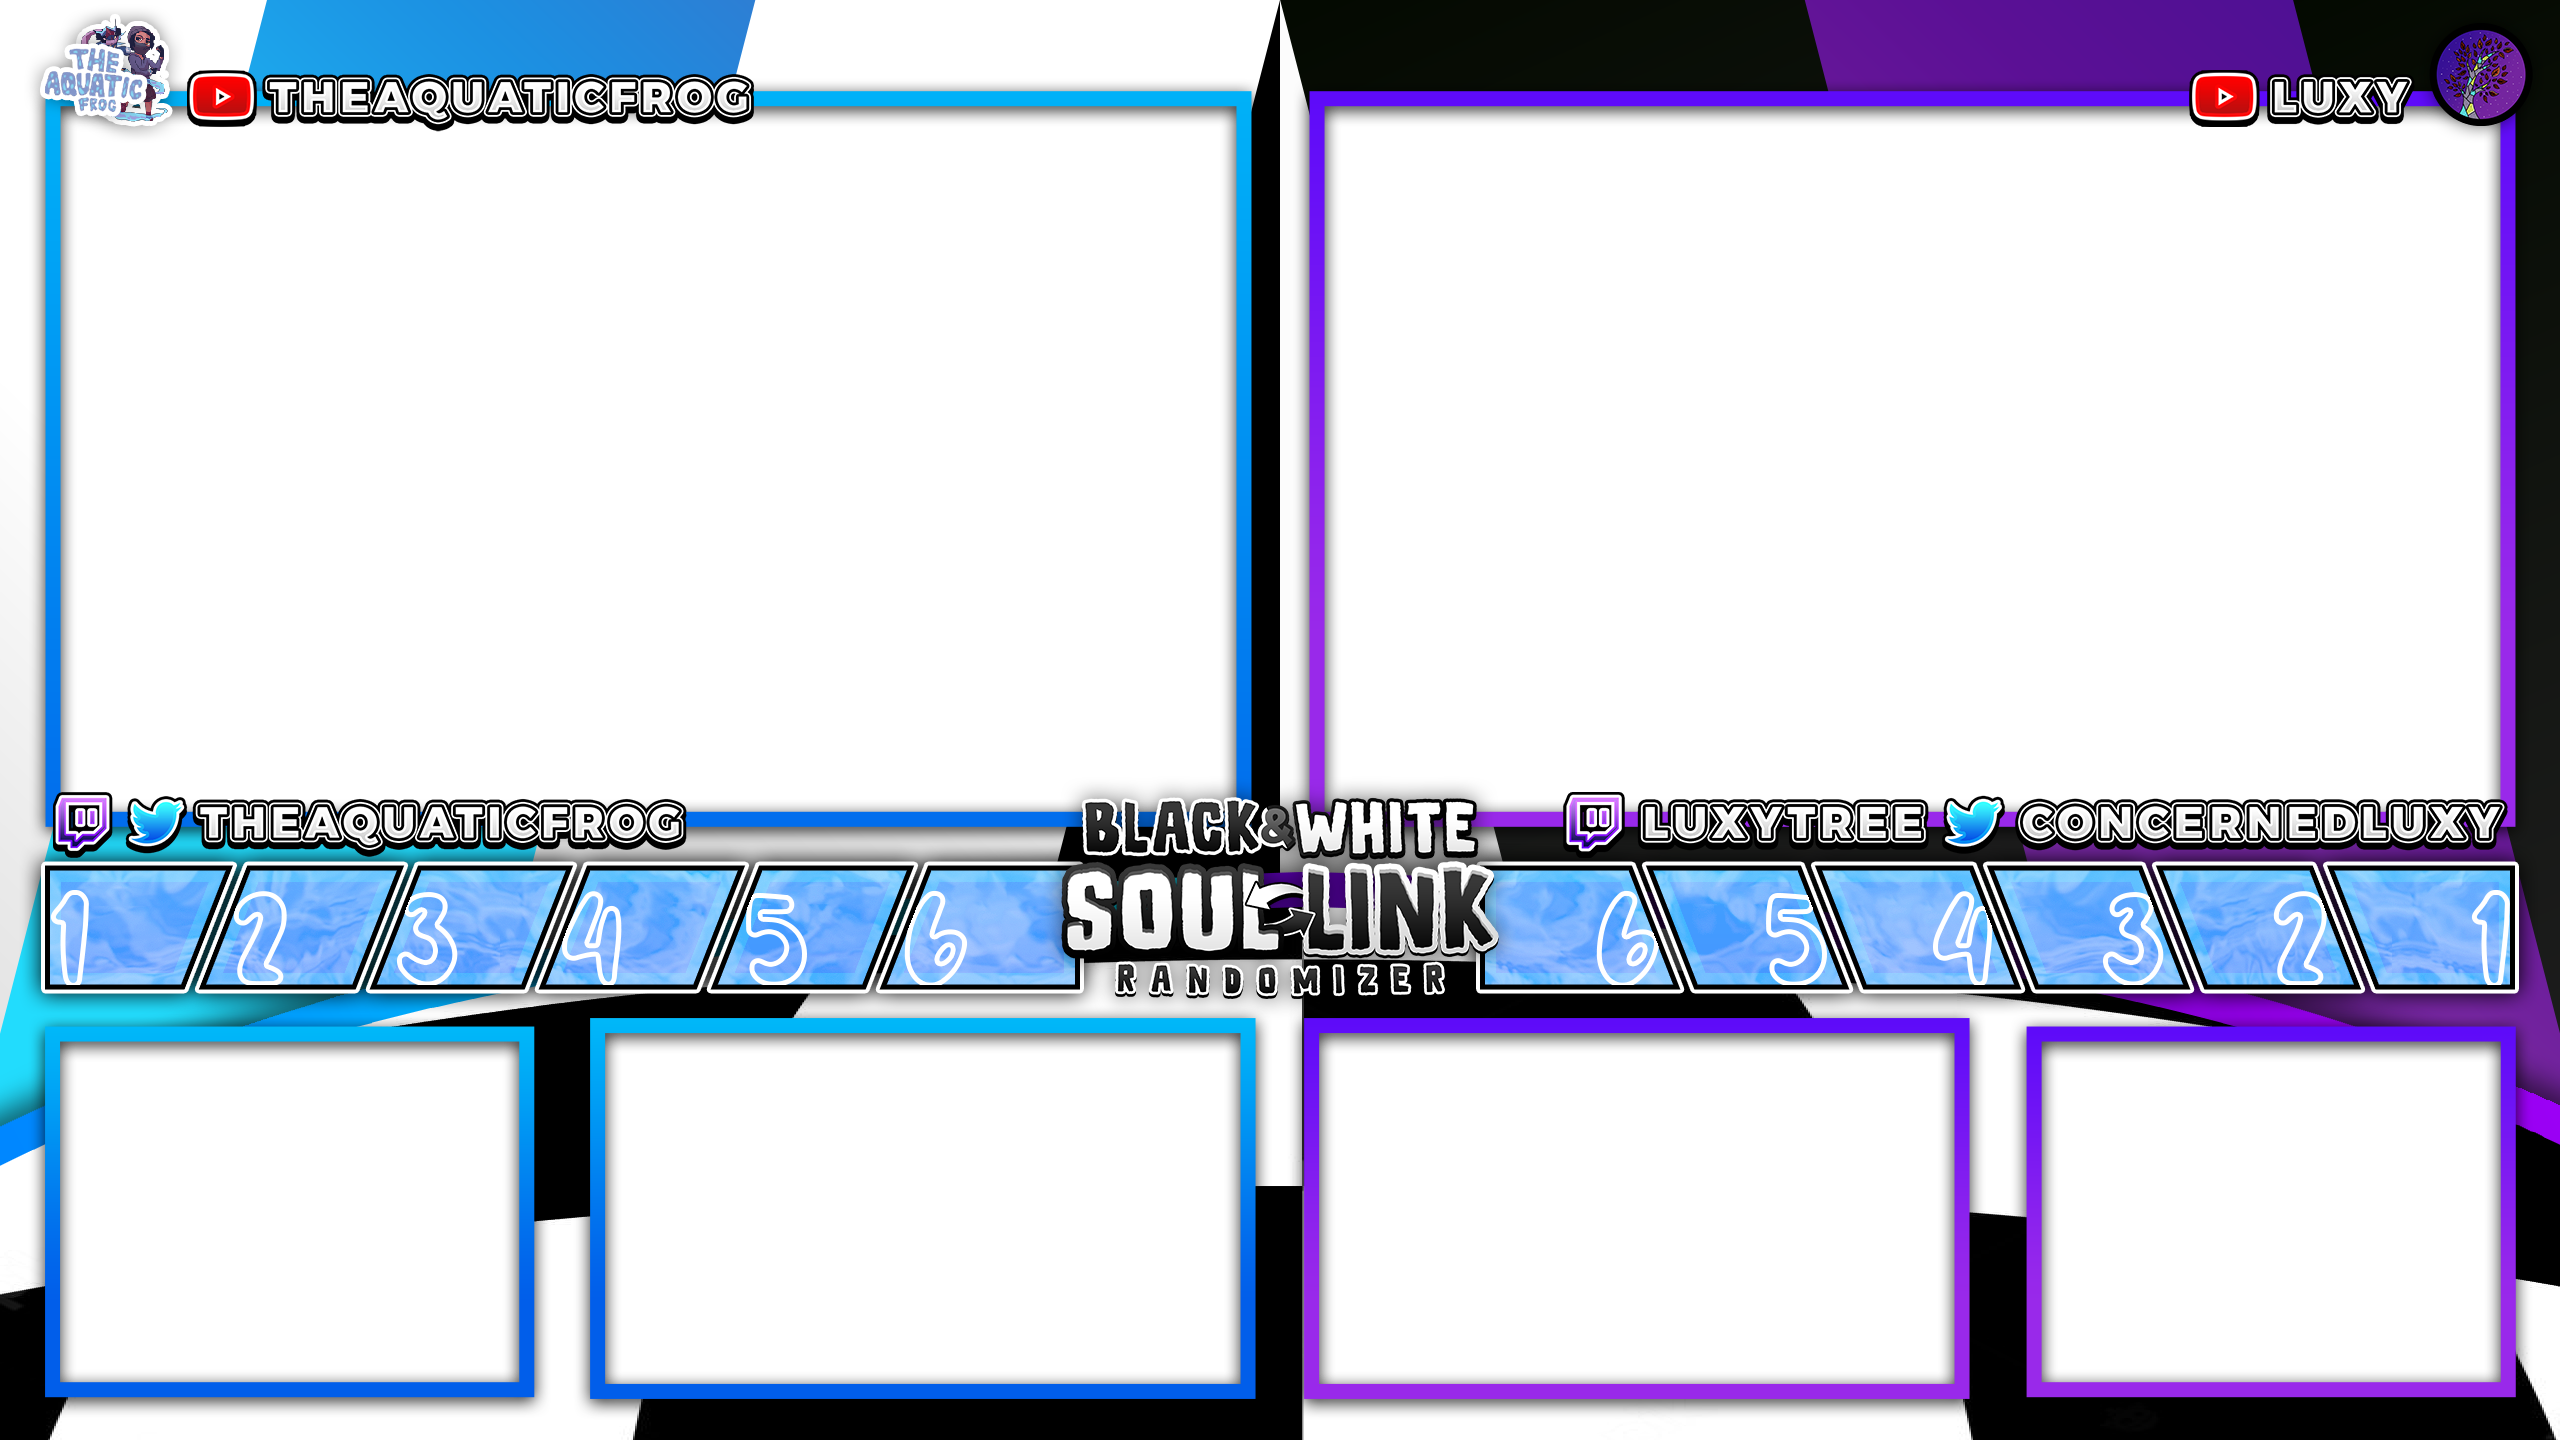 THE
AQUATIC
FROG
THEAQUATICFROG
LUXY
THEAQUATICFROG
BLACK&WHITE
SOUL LINK
RANDOMIZER
LUXYTREE CONCERNEDLUXY
1 2 3 4 5 6
6 5 4 3 2 1